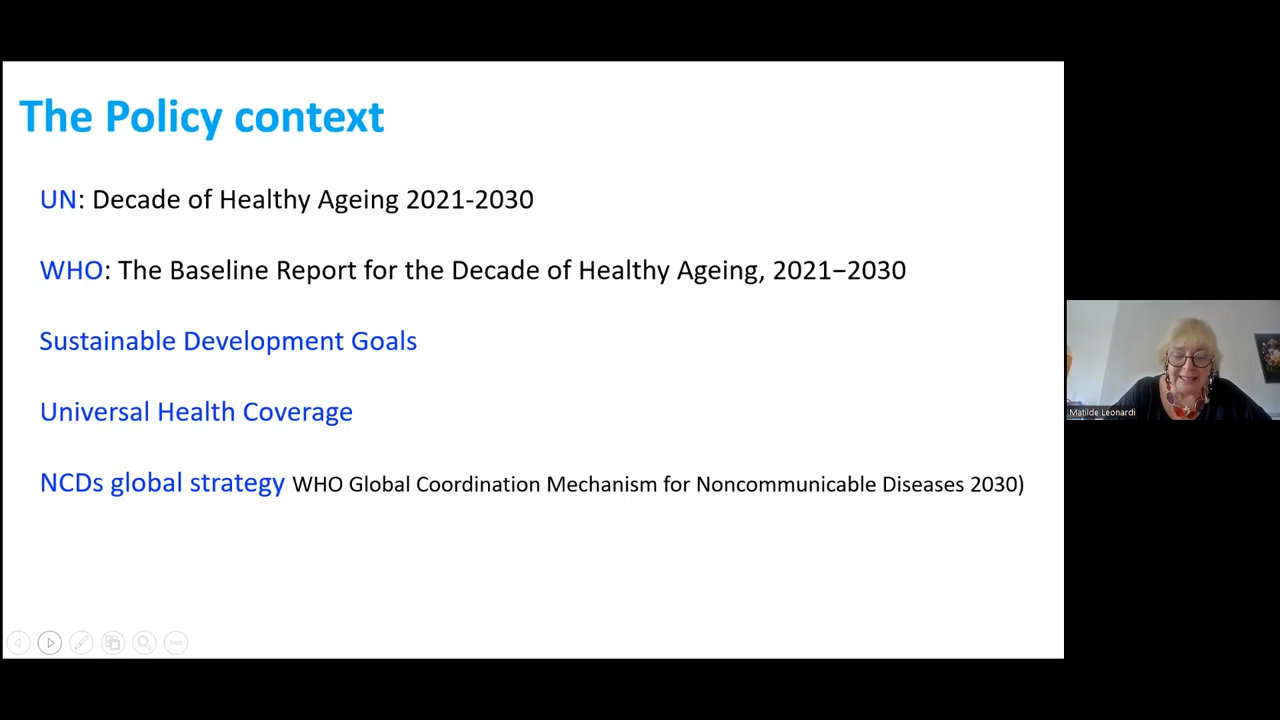 The Policy context
UN: Decade of Healthy Ageing 2021-2030
WHO: The Baseline Report for the Decade of Healthy Ageing, 2021–2030
Sustainable Development Goals
Universal Health Coverage
NCDs global strategy WHO Global Coordination Mechanism for Noncommunicable Diseases 2030)
Matilde Leonardi